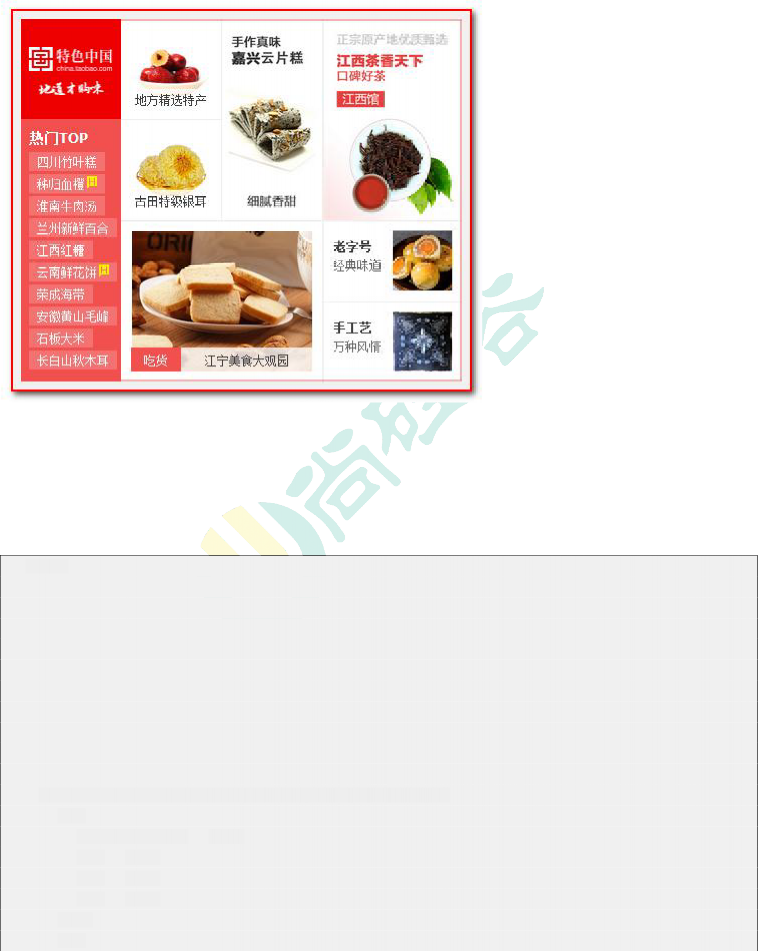 特色中国
china.taobao.com
地道才够味
热门TOP
四川竹叶糕
秭归血橙
淮南牛肉汤
兰州新鲜百合
江西红糖
云南鲜花饼
荣成海带
安徽黄山毛峰
石板大米
长白山秋木耳
地方精选特产
古田特级银耳
手作真味
嘉兴云片糕
细腻香甜
正宗原产地优质甄选
江西茶香天下
口碑好茶
江西馆
ORI
吃货
江宁美食大观园
老字号
经典味道
手工艺
万种风情
尚硅谷